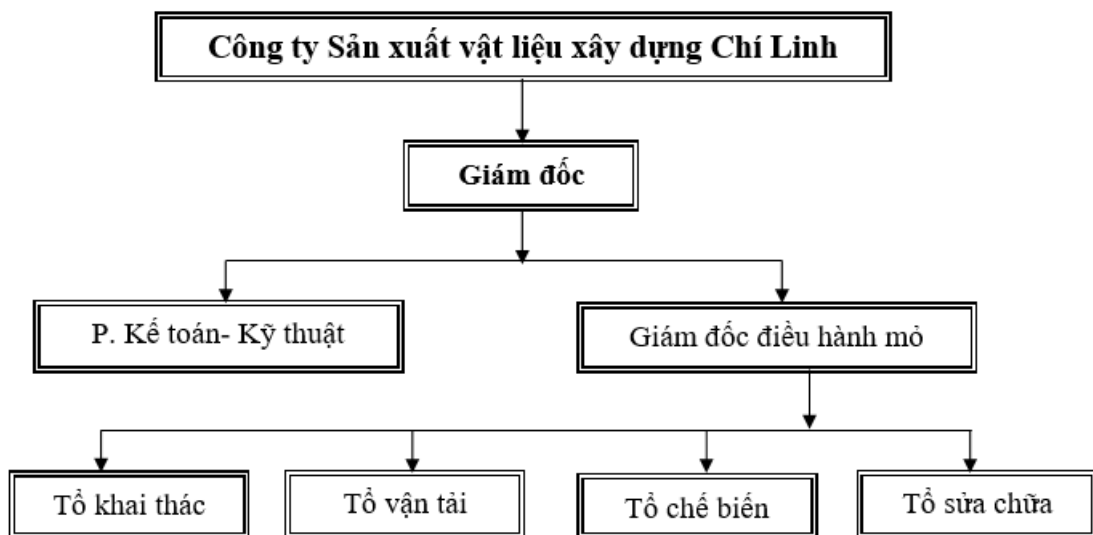 Công ty Sản xuất vật liệu xây dựng Chí Linh
Giám đốc
P. Kế toán- Kỹ thuật
Giám đốc điều hành mỏ
Tổ khai thác
Tổ vận tải
Tổ chế biến
Tổ sửa chữa